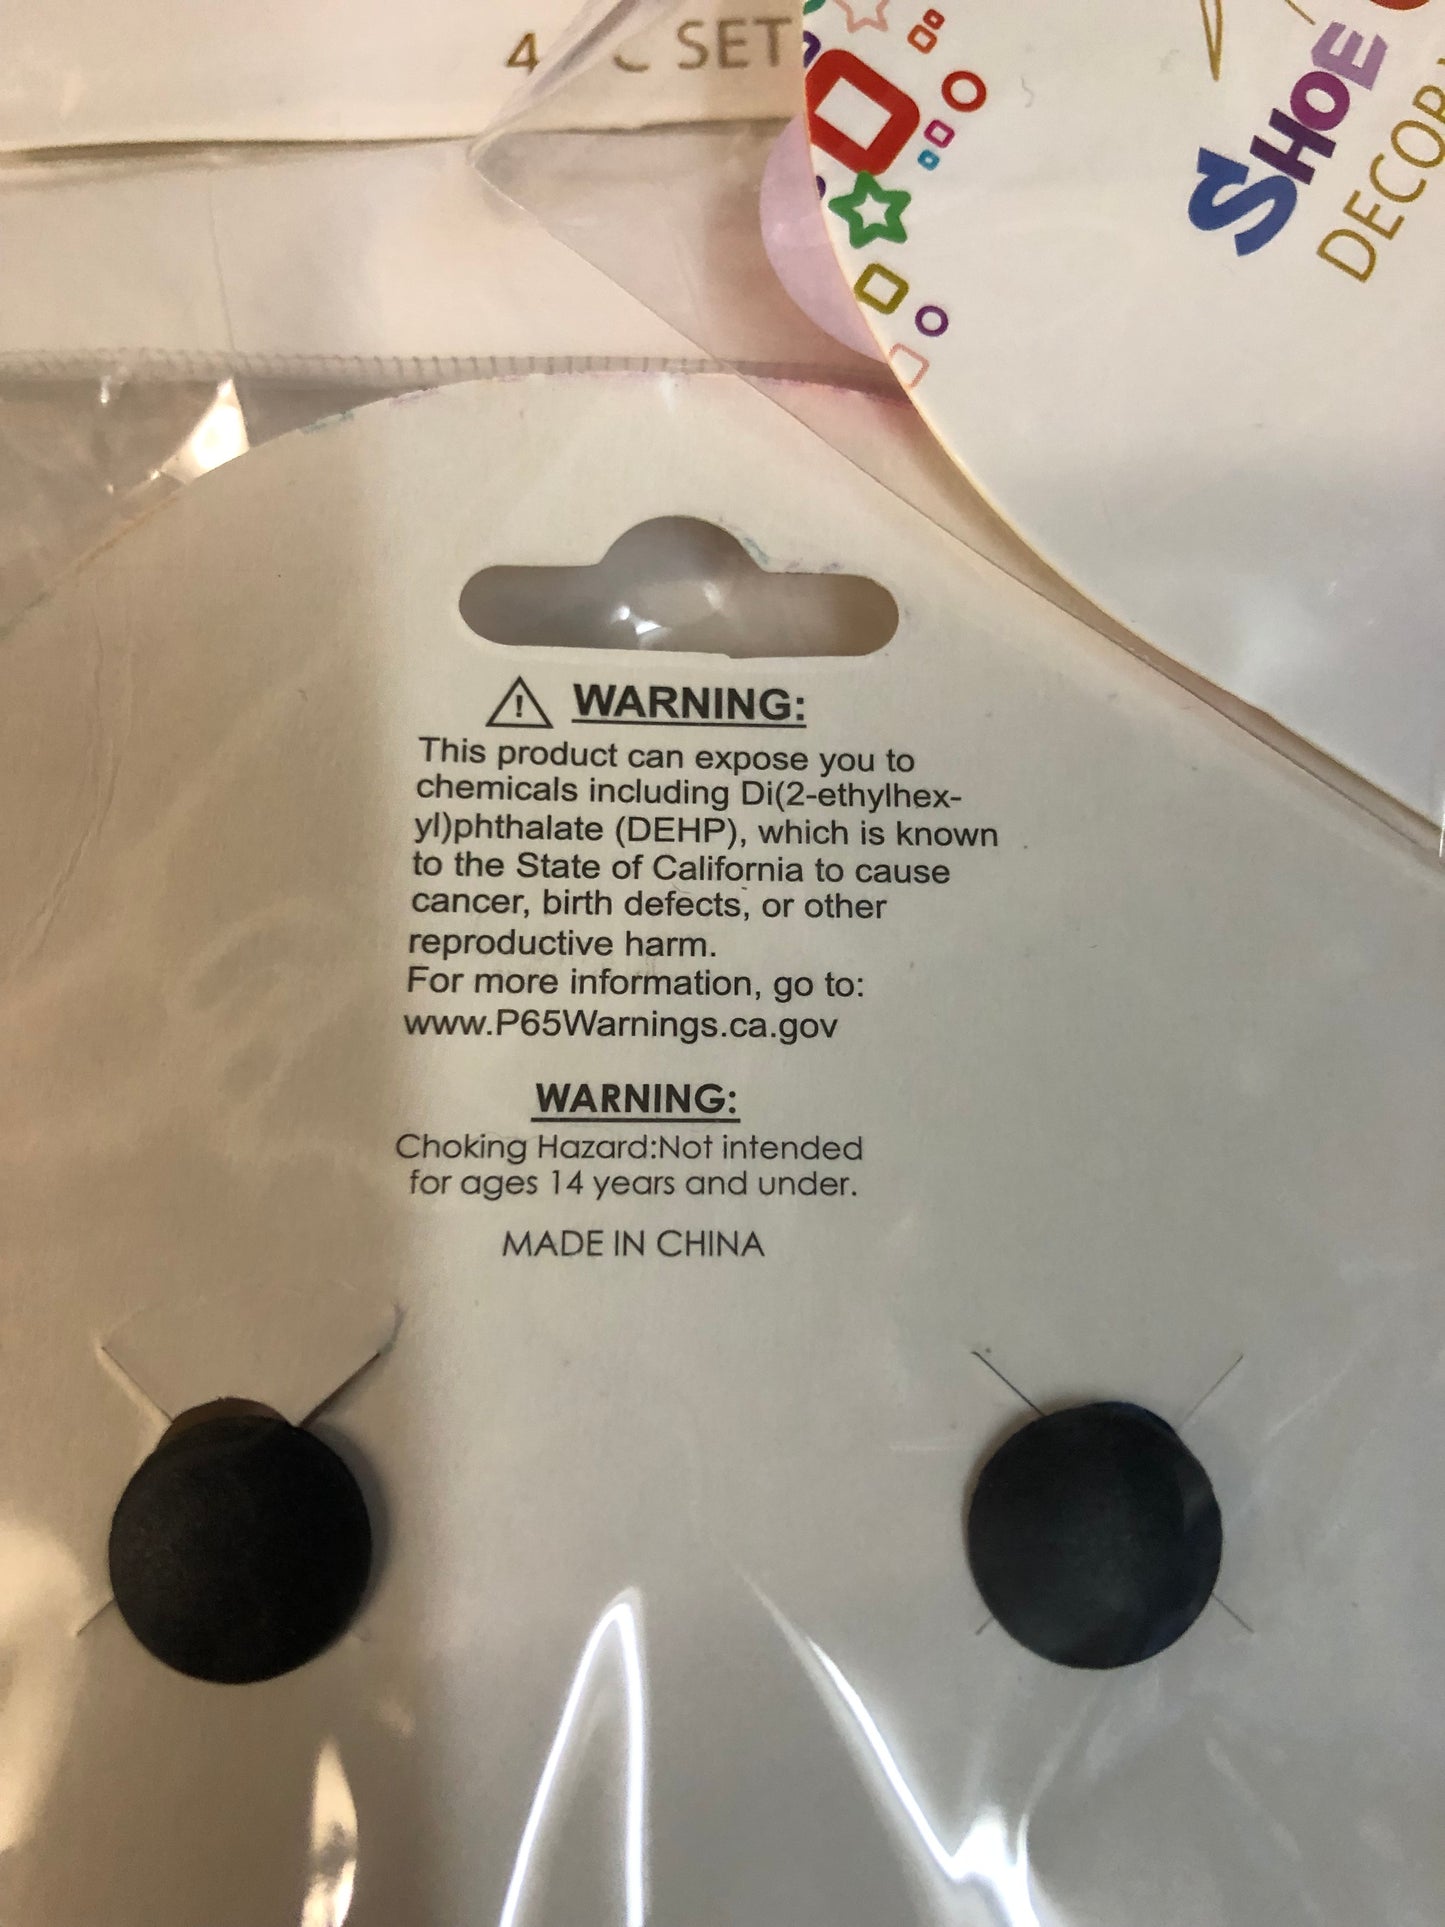 4 SET
SHOE
WARNING:
This product can expose you to
chemicals including Di(2-ethylhex-
yl)phthalate (DEHP), which is known
to the State of California to cause
cancer, birth defects, or other
reproductive harm.
For more information, go to:
www.P65Warnings.ca.gov
WARNING:
Choking Hazard:Not intended
for ages 14 years and under.
MADE IN CHINA